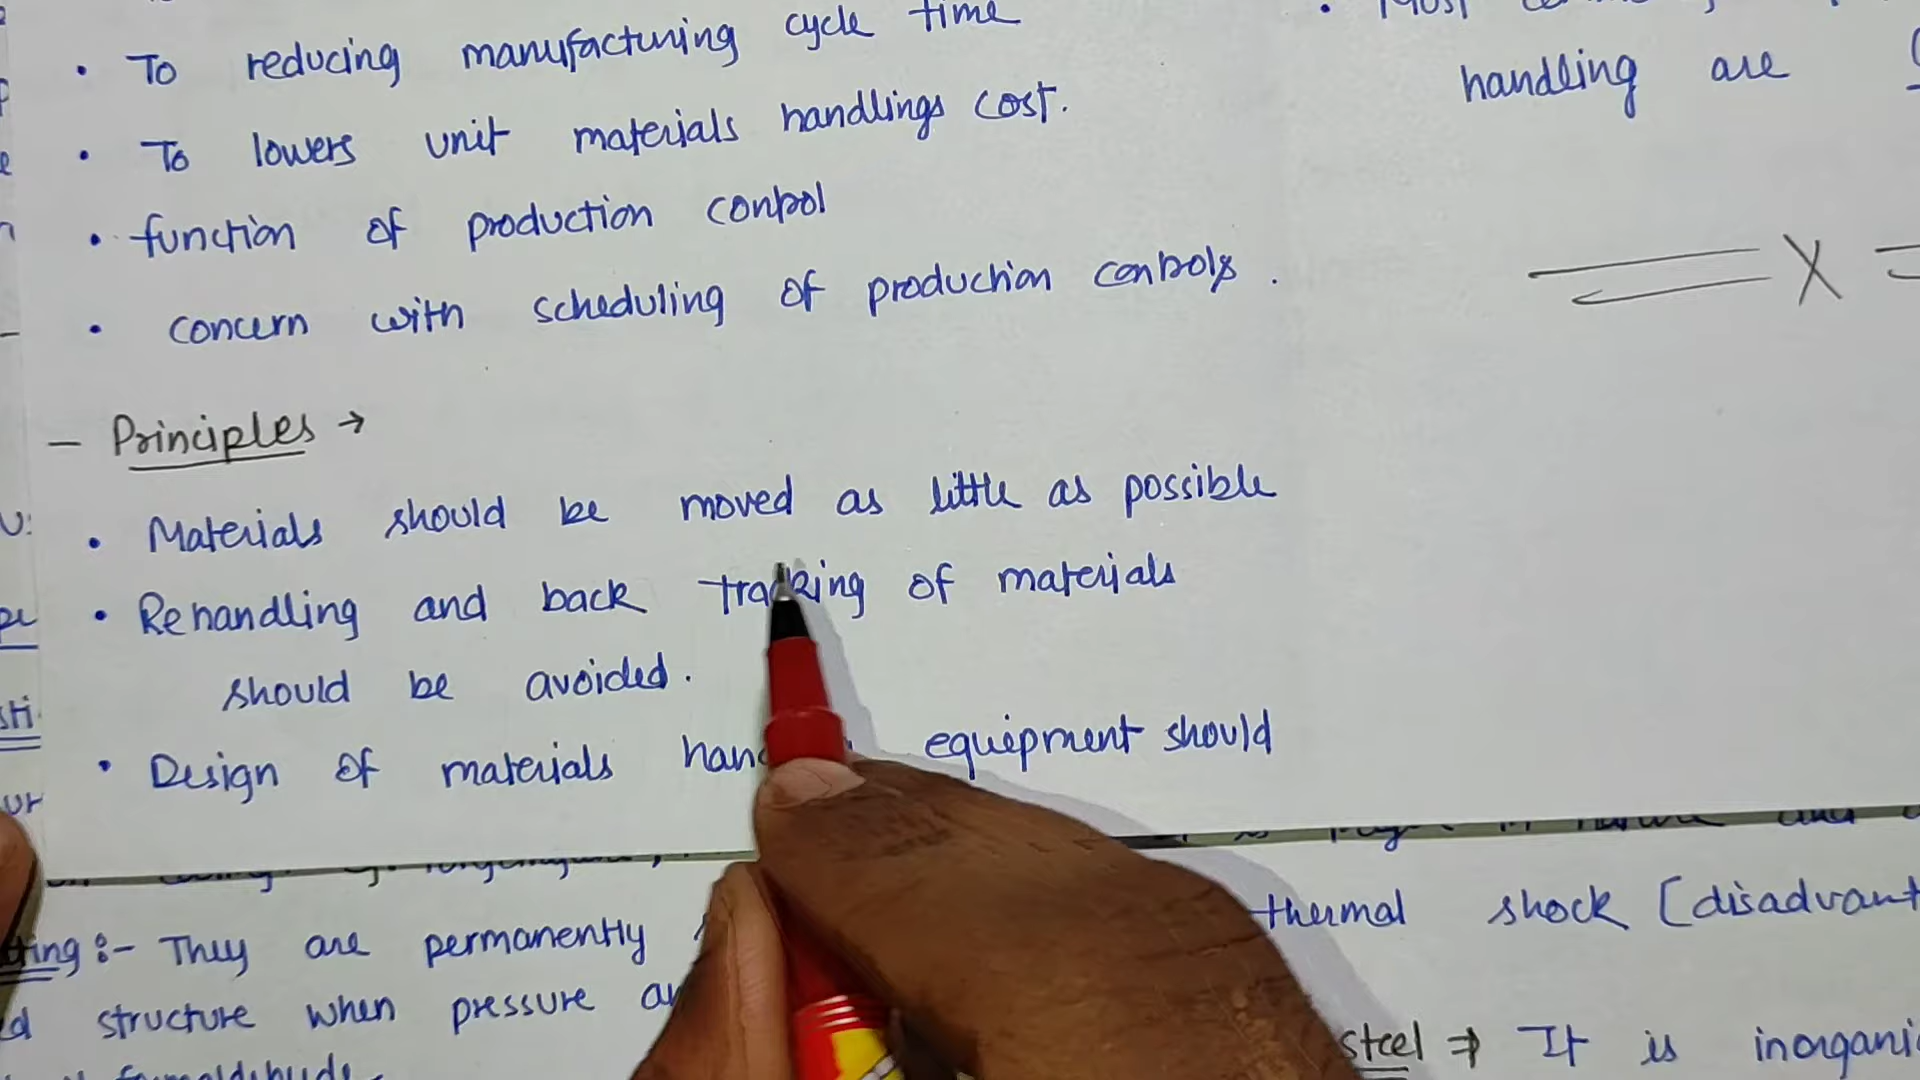 • To reducing manufacturing cycle time
• To lowers unit materials handlings cost.
• function of production control
• concern with scheduling of production controls.
- Principles →
• Materials should be moved as little as possible
• Rehandling and back tracking of materials
should be avoided.
• Design of materials equipment should
handling are
X
:- They are permanently
structure when pressure
thermal shock [disadvant
steel ⇒ It is inorgani